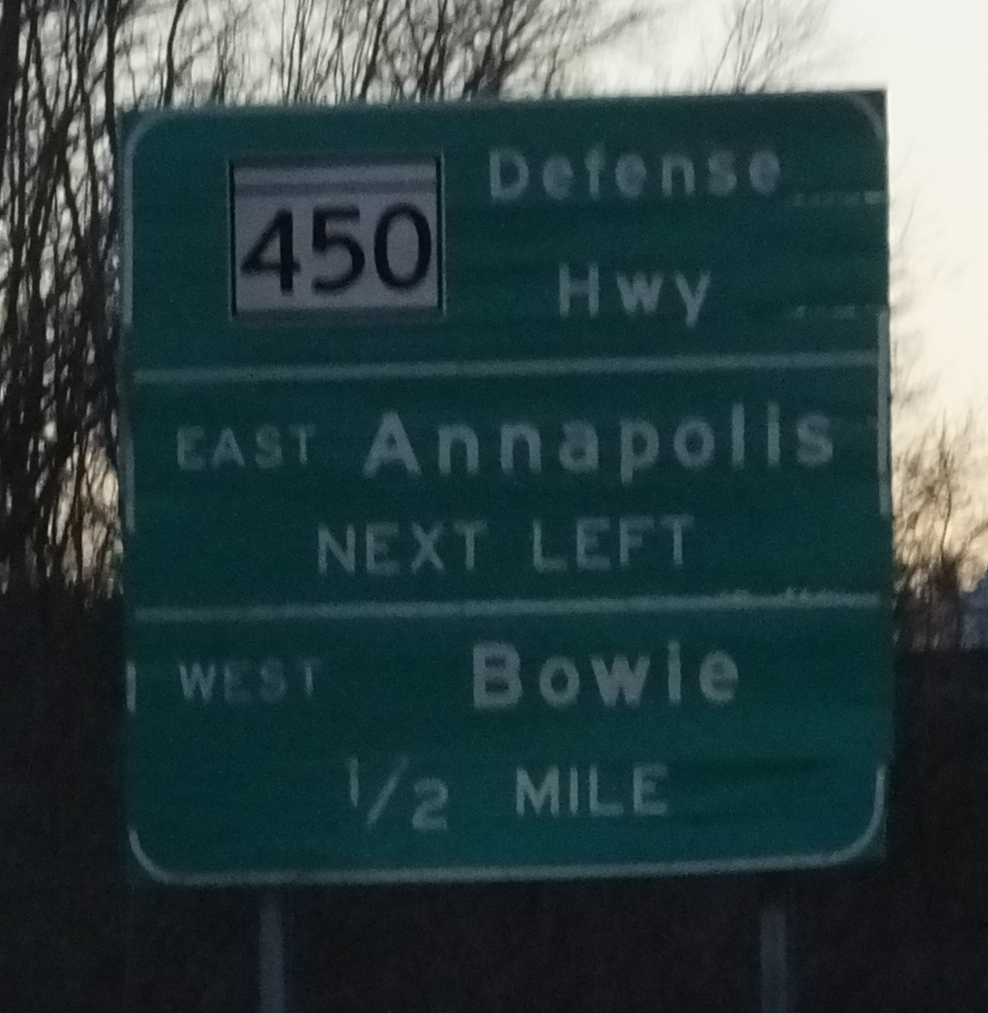 450 Defense
Hwy
EAST Annapolis
NEXT LEFT
WEST Bowie
1/2 MILE